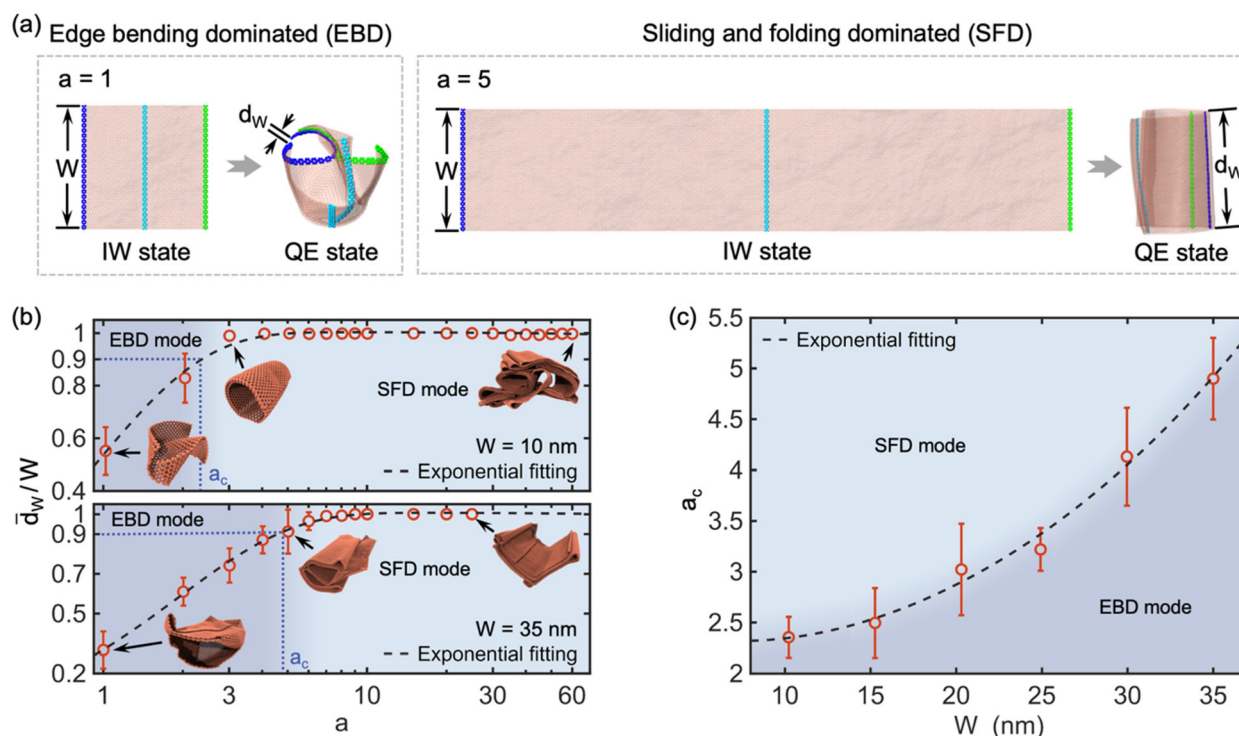 (a) Edge bending dominated (EBD)
Sliding and folding dominated (SFD)
a = 1
W
d_W
IW state
QE state
a = 5
W
d_W
IW state
QE state
(b)
d̄_W/W
1
0.9
0.8
0.6
0.4
EBD mode
SFD mode
a_c
W = 10 nm
Exponential fitting
1
0.9
0.7
0.5
0.2
EBD mode
SFD mode
a_c
W = 35 nm
Exponential fitting
1 3 10 30 60
a
(c)
a_c
5.5
5
4.5
4
3.5
3
2.5
2
Exponential fitting
SFD mode
EBD mode
10 15 20 25 30 35
W (nm)